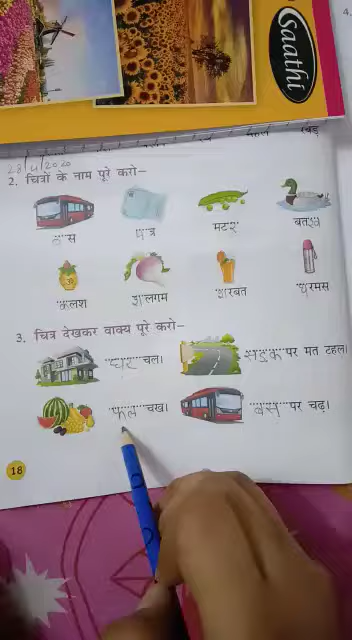 Saathi
4.
28/4/2020
2. चित्रों के नाम पूरे करो–
बस पत्र मटर बतख
कलश शलगम शरबत थरमस
3. चित्र देखकर वाक्य पूरे करो–
घर चल। सड़क पर मत टहल।
फल चख। बस पर चढ़।
18